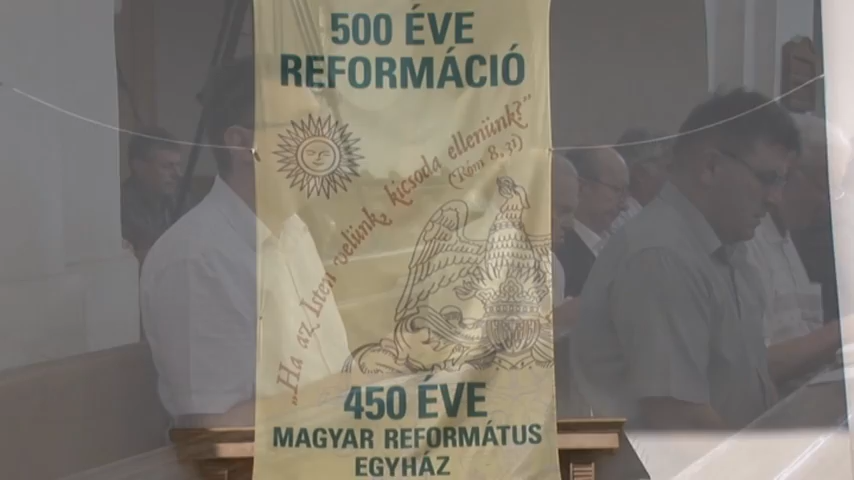 500 ÉVE
REFORMÁCIÓ
„Ha az Isten velünk, kicsoda ellenünk?”
(Róm 8,31)
450 ÉVE
MAGYAR REFORMÁTUS
EGYHÁZ